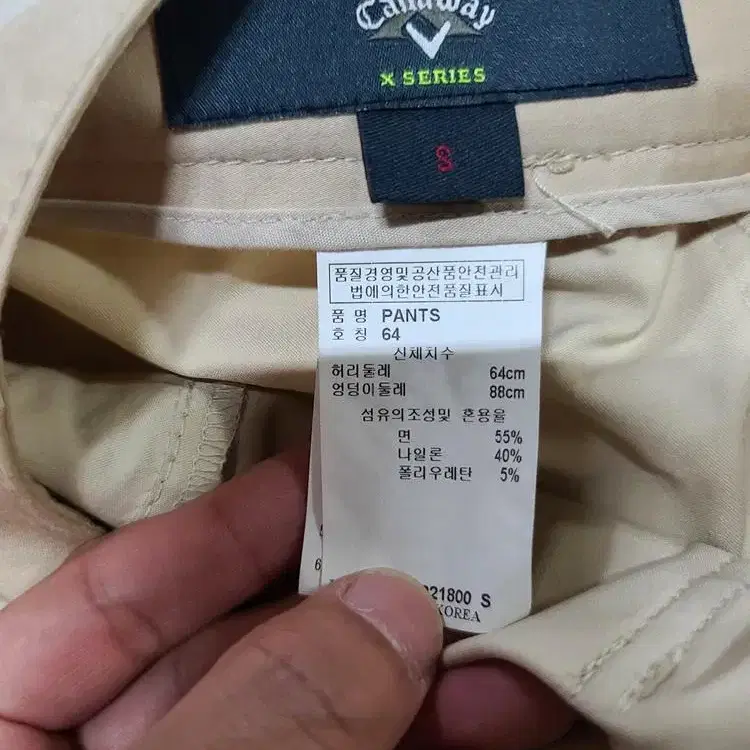 Callaway
X SERIES
S
품질경영및공산품안전관리
법에의한안전품질표시
품 명 PANTS
호 칭 64
신체치수
허리둘레 64cm
엉덩이둘레 88cm
섬유의조성및 혼용율
면 55%
나일론 40%
폴리우레탄 5%
6
21800 S
KOREA